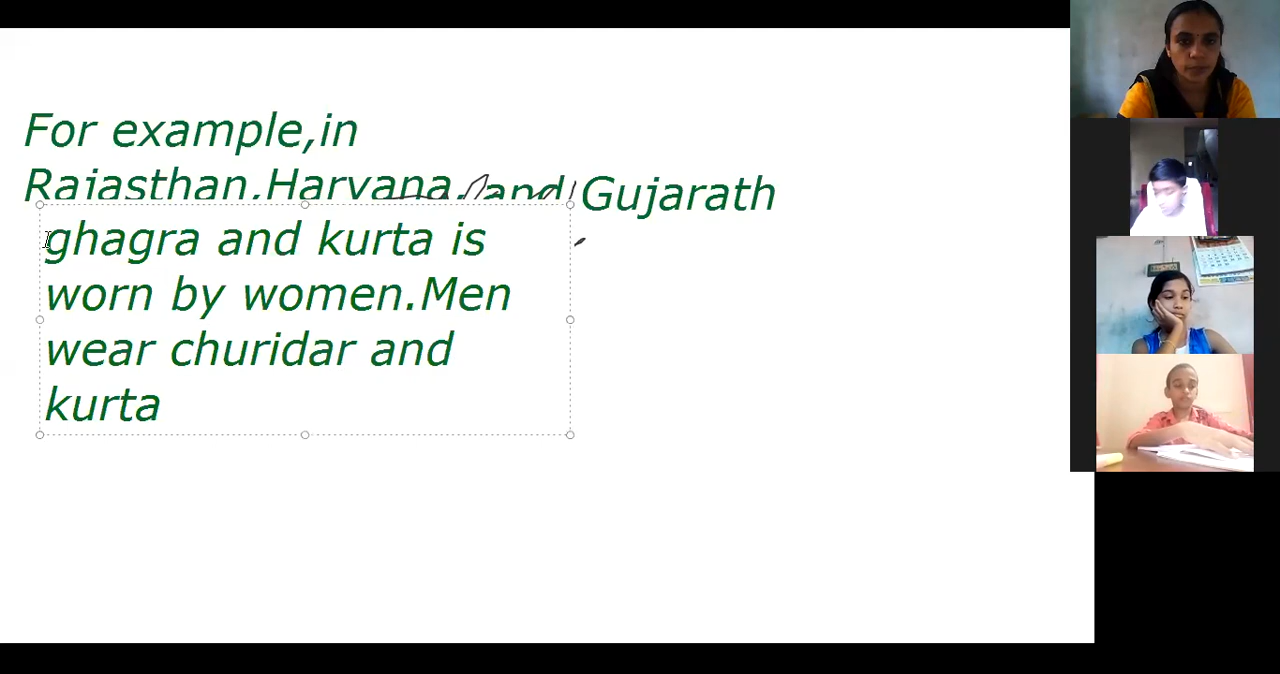 For example,in
Rajasthan,Haryana and Gujarath
ghagra and kurta is
worn by women.Men
wear churidar and
kurta